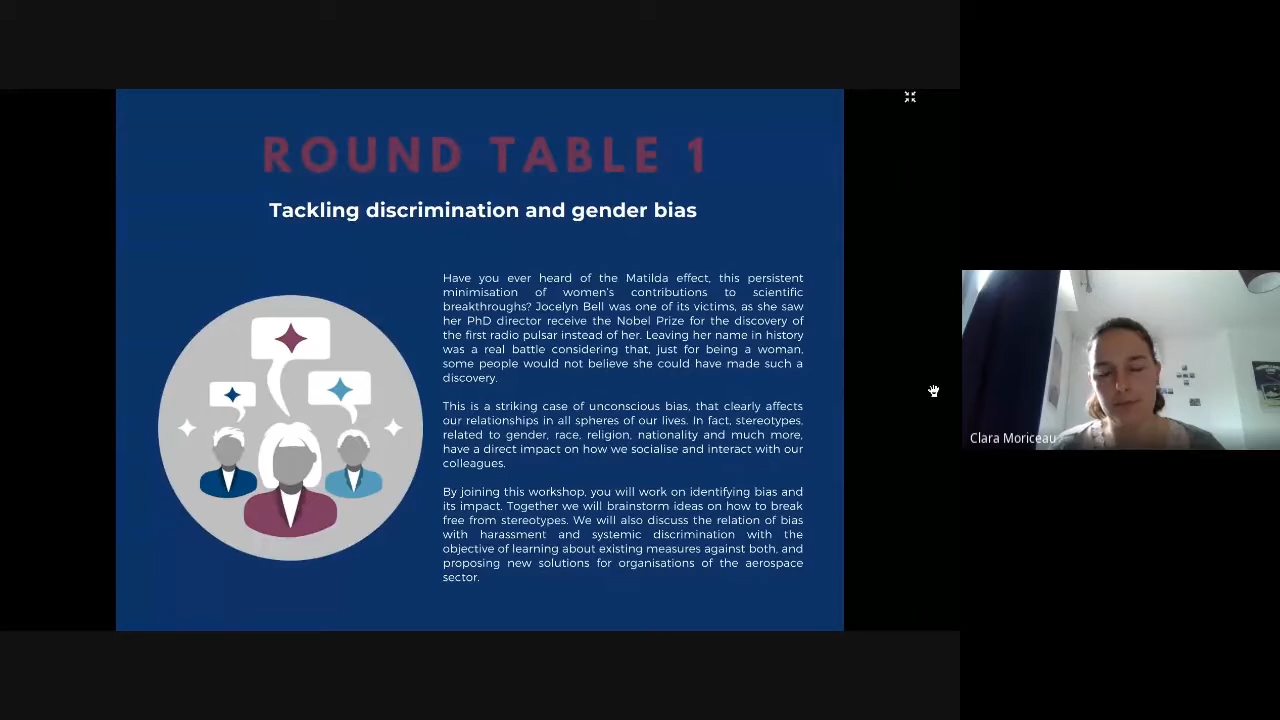 ROUND TABLE 1
Tackling discrimination and gender bias
Have you ever heard of the Matilda effect, this persistent
minimisation of women's contributions to scientific
breakthroughs? Jocelyn Bell was one of its victims, as she saw
her PhD director receive the Nobel Prize for the discovery of
the first radio pulsar instead of her. Leaving her name in history
was a real battle considering that, just for being a woman,
some people would not believe she could have made such a
discovery.
This is a striking case of unconscious bias, that clearly affects
our relationships in all spheres of our lives. In fact, stereotypes,
related to gender, race, religion, nationality and much more,
have a direct impact on how we socialise and interact with our
colleagues.
By joining this workshop, you will work on identifying bias and
its impact. Together we will brainstorm ideas on how to break
free from stereotypes. We will also discuss the relation of bias
with harassment and systemic discrimination with the
objective of learning about existing measures against both, and
proposing new solutions for organisations of the aerospace
sector.
Clara Moriceau